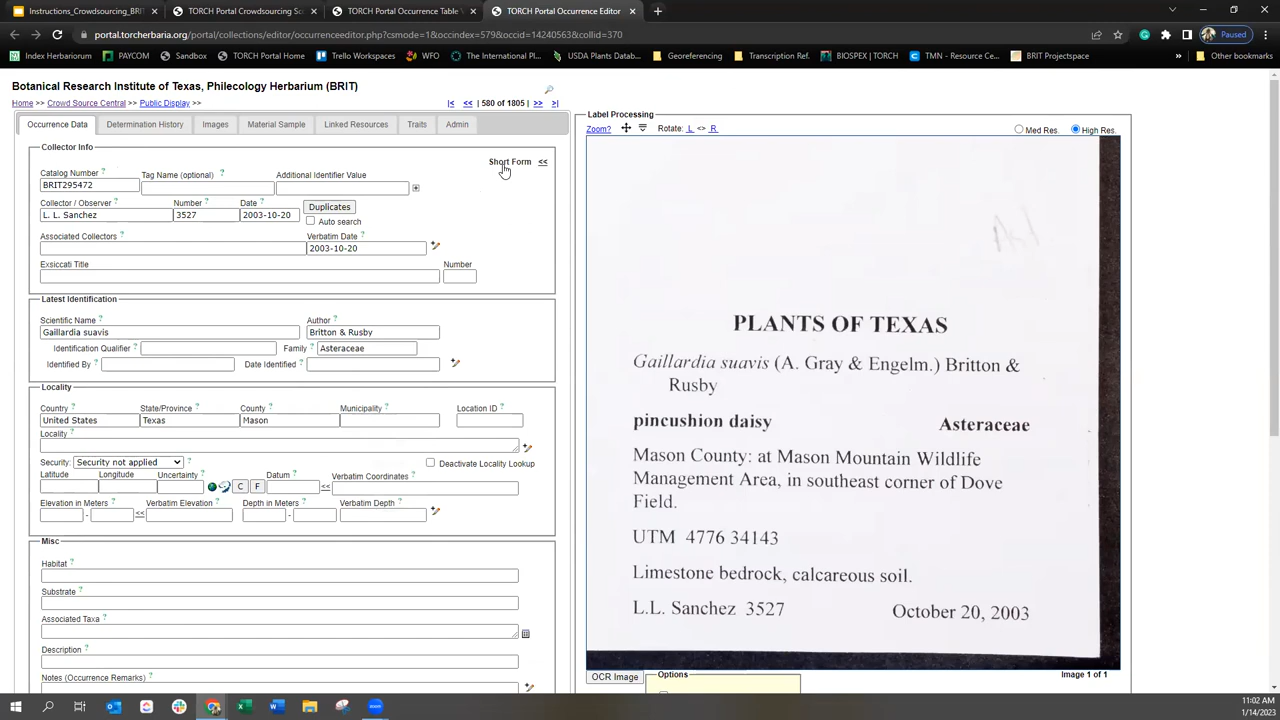 Instructions_Crowdsourcing_BRIT
TORCH Portal Crowdsourcing Sc
TORCH Portal Occurrence Table
TORCH Portal Occurrence Editor
portal.torcherbaria.org/portal/collections/editor/occurrenceeditor.php?csmode=1&occindex=579&occid=14240563&collid=370
Paused
Index Herbarium
PAYCOM
Sandbox
TORCH Portal Home
Trello Workspaces
WFO
The International Pl...
USDA Plants Datab...
Georeferencing
Transcription Ref.
BIOSPEX | TORCH
TMN - Resource Ce...
BRIT Projectspace
»
Other bookmarks
Botanical Research Institute of Texas, Philecology Herbarium (BRIT)
Home >> Crowd Source Central >> Public Display >>
|< << | 580 of 1805 | >> >|
Occurrence Data
Determination History
Images
Material Sample
Linked Resources
Traits
Admin
Collector Info
Short Form <<
Catalog Number ?
Tag Name (optional) ?
Additional Identifier Value
BRIT295472
Collector / Observer ?
Number ?
Date ?
Duplicates
L. L. Sanchez
3527
2003-10-20
Auto search
Associated Collectors ?
Verbatim Date ?
2003-10-20
Exsiccati Title
Number
Latest Identification
Scientific Name ?
Author ?
Gaillardia suavis
Britton & Rusby
Identification Qualifier ?
Family ?
Asteraceae
Identified By ?
Date Identified ?
Locality
Country ?
State/Province ?
County ?
Municipality ?
Location ID ?
United States
Texas
Mason
Locality ?
Security: Security not applied ?
Deactivate Locality Lookup
Latitude
Longitude
Uncertainty ?
C
F
Datum ?
<<
Verbatim Coordinates ?
Elevation in Meters ?
-
<<
Verbatim Elevation ?
Depth in Meters ?
-
Verbatim Depth ?
Misc
Habitat ?
Substrate ?
Associated Taxa ?
Description ?
Notes (Occurrence Remarks) ?
Label Processing
Zoom?
Rotate: L <> R
Med Res.
High Res.
PLANTS OF TEXAS
Gaillardia suavis (A. Gray & Engelm.) Britton &
Rusby
pincushion daisy
Asteraceae
Mason County: at Mason Mountain Wildlife
Management Area, in southeast corner of Dove
Field.
UTM 4776 34143
Limestone bedrock, calcareous soil.
L.L. Sanchez 3527
October 20, 2003
OCR Image
Options
Image 1 of 1
11:02 AM
1/14/2023